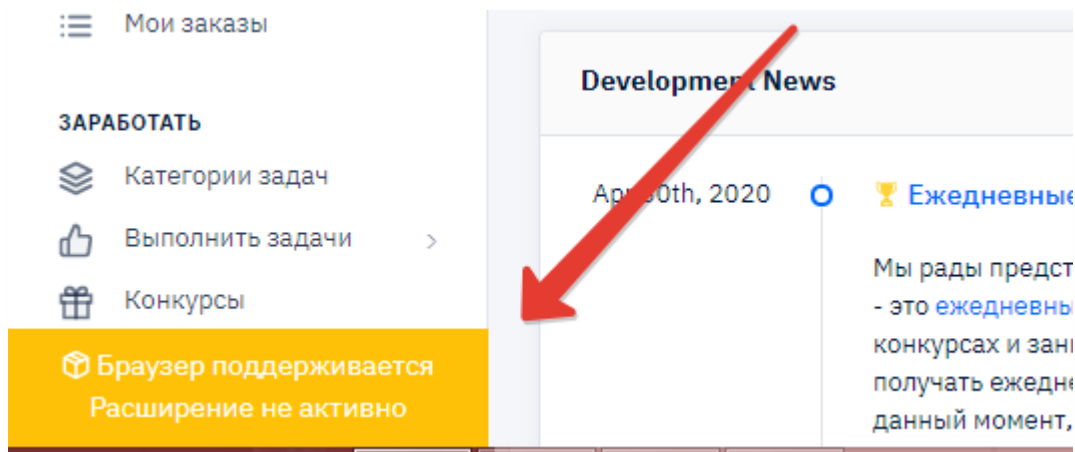 Мои заказы
ЗАРАБОТАТЬ
Категории задач
Выполнить задачи
Конкурсы
Браузер поддерживается
Расширение не активно
Development News
30th, 2020
Ежедневные
Мы рады предст
- это ежедневны
конкурсах и зан
получать ежедне
данный момент,